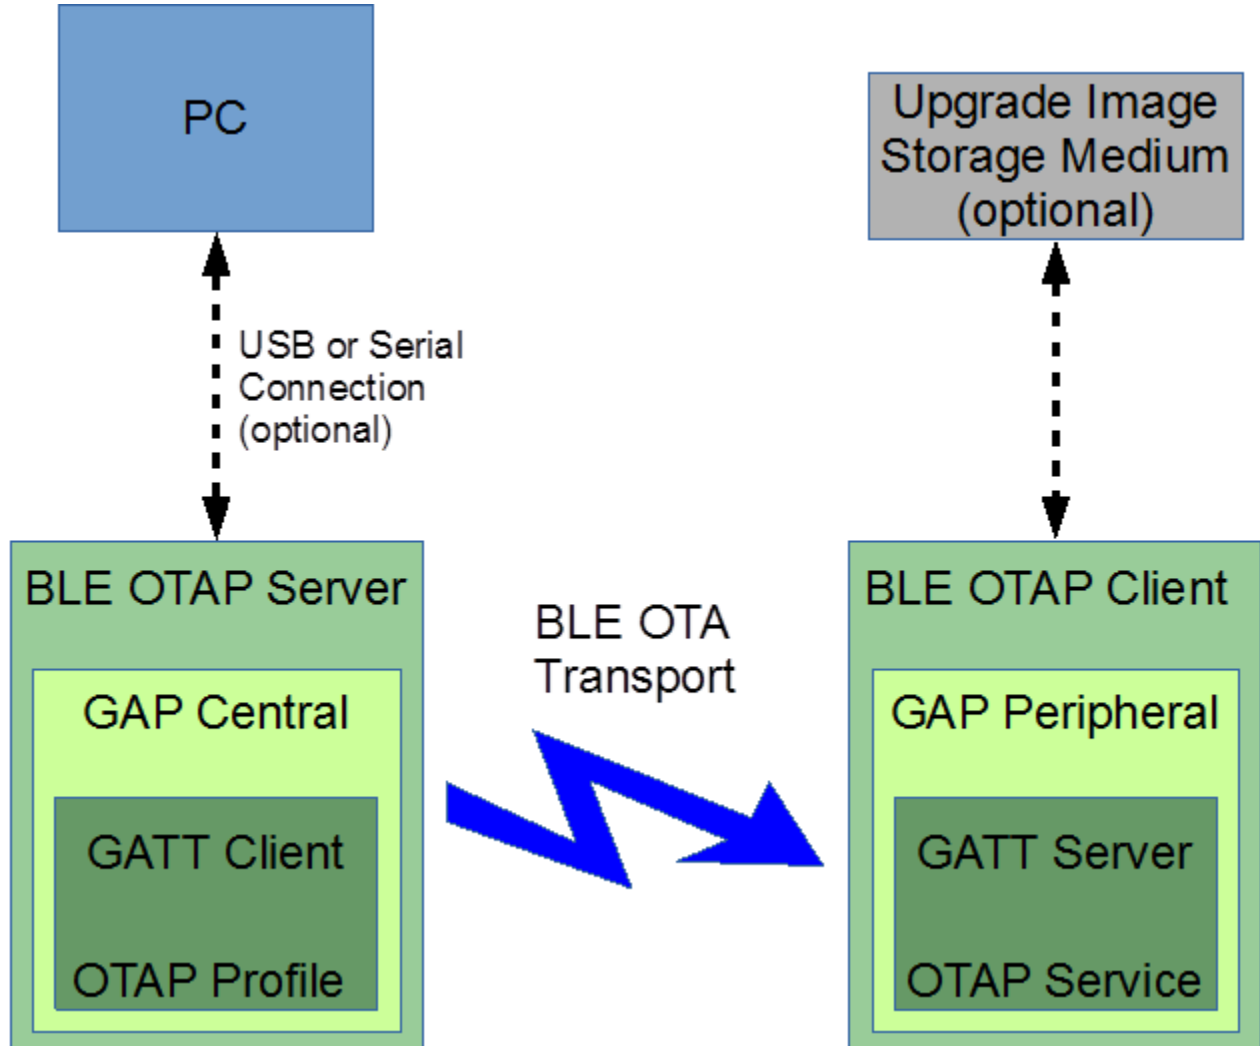 PC
Upgrade Image
Storage Medium
(optional)
USB or Serial
Connection
(optional)
BLE OTAP Server
GAP Central
GATT Client
OTAP Profile
BLE OTA
Transport
BLE OTAP Client
GAP Peripheral
GATT Server
OTAP Service